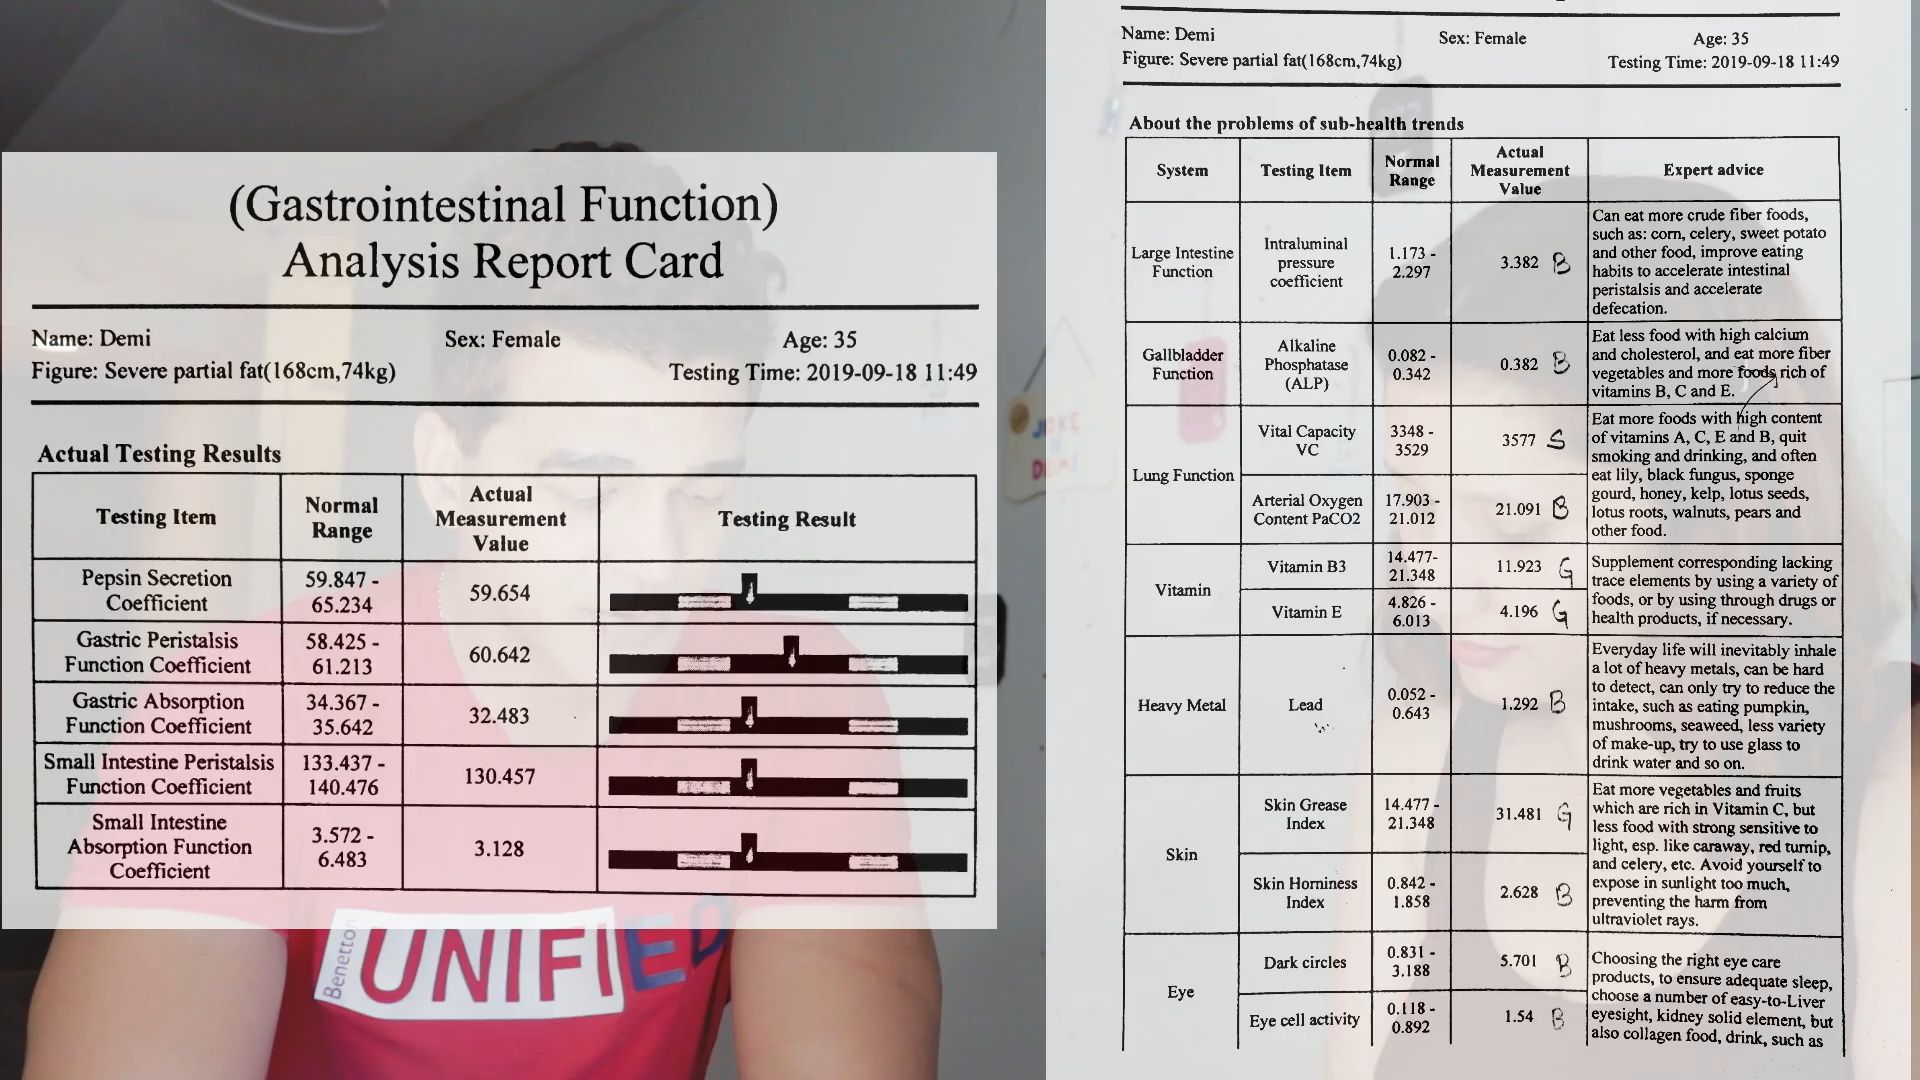 (Gastrointestinal Function)
Analysis Report Card
Name: Demi Sex: Female Age: 35
Figure: Severe partial fat(168cm,74kg) Testing Time: 2019-09-18 11:49
Actual Testing Results
Testing Item
Normal
Range
Actual
Measurement
Value
Testing Result
Pepsin Secretion
Coefficient
59.847 -
65.234
59.654
Gastric Peristalsis
Function Coefficient
58.425 -
61.213
60.642
Gastric Absorption
Function Coefficient
34.367 -
35.642
32.483
Small Intestine Peristalsis
Function Coefficient
133.437 -
140.476
130.457
Small Intestine
Absorption Function
Coefficient
3.572 -
6.483
3.128
Benetton
UNIFIED
JOKE
DEMI
Name: Demi Sex: Female Age: 35
Figure: Severe partial fat(168cm,74kg) Testing Time: 2019-09-18 11:49
About the problems of sub-health trends
System
Testing Item
Normal
Range
Actual
Measurement
Value
Expert advice
Large Intestine
Function
Intraluminal
pressure
coefficient
1.173 -
2.297
3.382 B
Can eat more crude fiber foods,
such as: corn, celery, sweet potato
and other food, improve eating
habits to accelerate intestinal
peristalsis and accelerate
defecation.
Gallbladder
Function
Alkaline
Phosphatase
(ALP)
0.082 -
0.342
0.382 B
Eat less food with high calcium
and cholesterol, and eat more fiber
vegetables and more foods rich of
vitamins B, C and E.
Lung Function
Vital Capacity
VC
3348 -
3529
3577 S
Arterial Oxygen
Content PaCO2
17.903 -
21.012
21.091 B
Eat more foods with high content
of vitamins A, C, E and B, quit
smoking and drinking, and often
eat lily, black fungus, sponge
gourd, honey, kelp, lotus seeds,
lotus roots, walnuts, pears and
other food.
Vitamin
Vitamin B3
14.477-
21.348
11.923 G
Vitamin E
4.826 -
6.013
4.196 G
Supplement corresponding lacking
trace elements by using a variety of
foods, or by using through drugs or
health products, if necessary.
Heavy Metal
Lead
0.052 -
0.643
1.292 B
Everyday life will inevitably inhale
a lot of heavy metals, can be hard
to detect, can only try to reduce the
intake, such as eating pumpkin,
mushrooms, seaweed, less variety
of make-up, try to use glass to
drink water and so on.
Skin
Skin Grease
Index
14.477 -
21.348
31.481 G
Skin Horniness
Index
0.842 -
1.858
2.628 B
Eat more vegetables and fruits
which are rich in Vitamin C, but
less food with strong sensitive to
light, esp. like caraway, red turnip,
and celery, etc. Avoid yourself to
expose in sunlight too much,
preventing the harm from
ultraviolet rays.
Eye
Dark circles
0.831 -
3.188
5.701 B
Eye cell activity
0.118 -
0.892
1.54 B
Choosing the right eye care
products, to ensure adequate sleep,
choose a number of easy-to-Liver
eyesight, kidney solid element, but
also collagen food, drink, such as